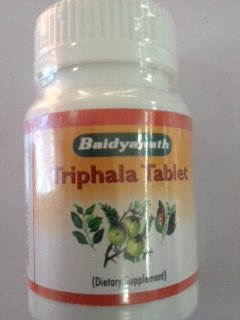 Baidyanath
Triphala Tablet
(Dietary Supplement)